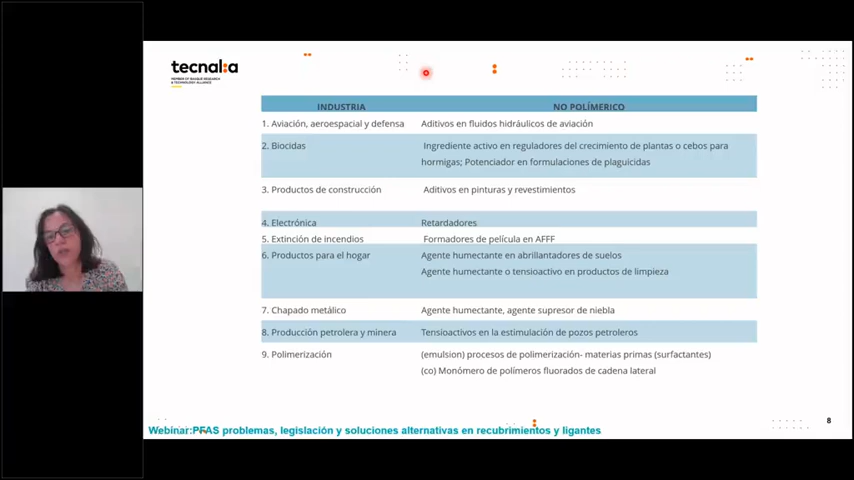 tecnalia
MEMBER OF BASQUE RESEARCH
& TECHNOLOGY ALLIANCE
INDUSTRIA NO POLÍMERICO
1. Aviación, aeroespacial y defensa Aditivos en fluidos hidráulicos de aviación
2. Biocidas Ingrediente activo en reguladores del crecimiento de plantas o cebos para
hormigas; Potenciador en formulaciones de plaguicidas
3. Productos de construcción Aditivos en pinturas y revestimientos
4. Electrónica Retardadores
5. Extinción de incendios Formadores de película en AFFF
6. Productos para el hogar Agente humectante en abrillantadores de suelos
Agente humectante o tensioactivo en productos de limpieza
7. Chapado metálico Agente humectante, agente supresor de niebla
8. Producción petrolera y minera Tensioactivos en la estimulación de pozos petroleros
9. Polimerización (emulsion) procesos de polimerización- materias primas (surfactantes)
(co) Monómero de polímeros fluorados de cadena lateral
8
Webinar:PFAS problemas, legislación y soluciones alternativas en recubrimientos y ligantes